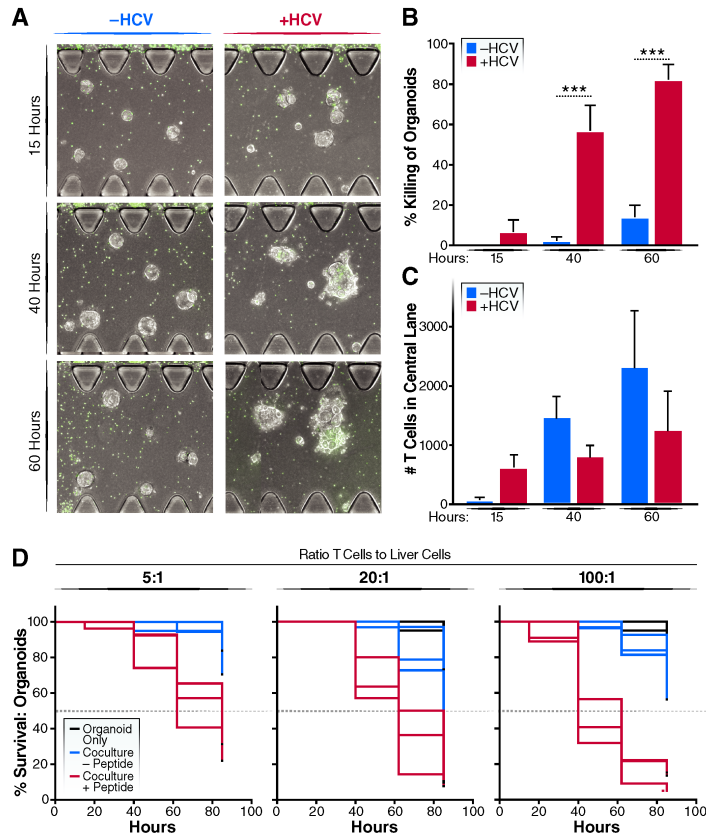 A
–HCV
+HCV
15 Hours
40 Hours
60 Hours
B
–HCV
+HCV
% Killing of Organoids
100
80
60
40
20
0
***
***
Hours: 15 40 60
C
–HCV
+HCV
# T Cells in Central Lane
3000
2000
1000
0
Hours: 15 40 60
D
Ratio T Cells to Liver Cells
5:1
20:1
100:1
% Survival: Organoids
100
80
60
40
20
0
Organoid
Only
Coculture
– Peptide
Coculture
+ Peptide
0 20 40 60 80 100
0 20 40 60 80 100
0 20 40 60 80 100
Hours
Hours
Hours